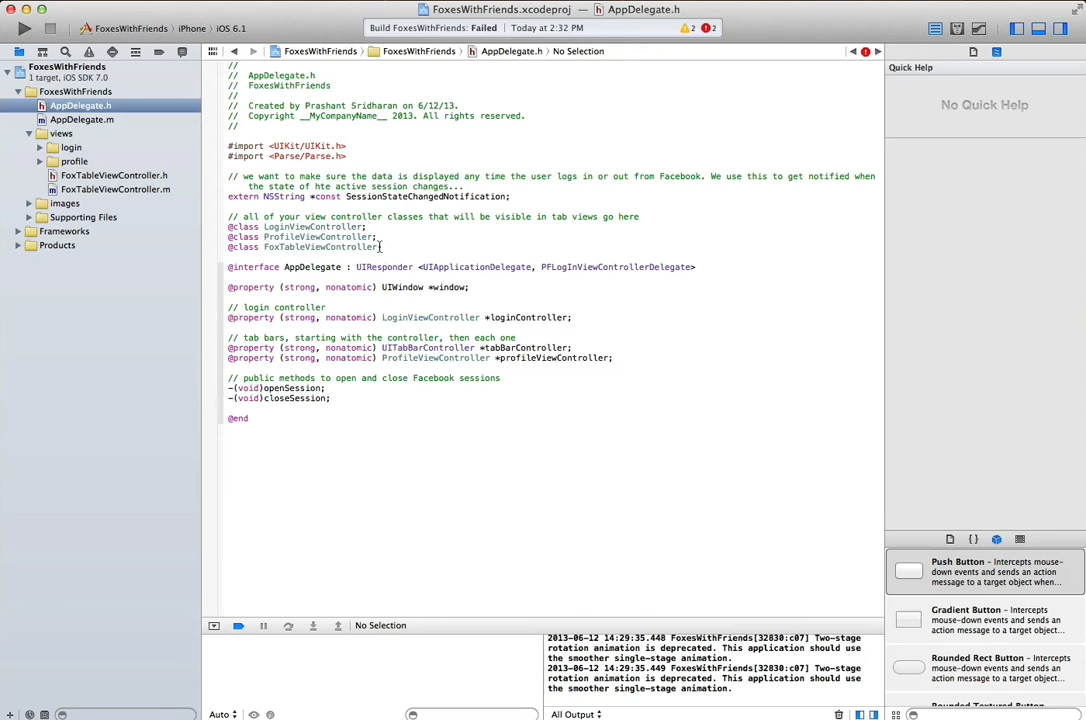 FoxesWithFriends.xcodeproj — AppDelegate.h
FoxesWithFriends iPhone iOS 6.1
Build FoxesWithFriends: Failed Today at 2:32 PM 2 2
FoxesWithFriends FoxesWithFriends AppDelegate.h No Selection
FoxesWithFriends
1 target, iOS SDK 7.0
FoxesWithFriends
AppDelegate.h
AppDelegate.m
views
login
profile
FoxTableViewController.h
FoxTableViewController.m
images
Supporting Files
Frameworks
Products
//
// AppDelegate.h
// FoxesWithFriends
//
// Created by Prashant Sridharan on 6/12/13.
// Copyright __MyCompanyName__ 2013. All rights reserved.
//
#import <UIKit/UIKit.h>
#import <Parse/Parse.h>
// we want to make sure the data is displayed any time the user logs in or out from Facebook. We use this to get notified when
the state of hte active session changes...
extern NSString *const SessionStateChangedNotification;
// all of your view controller classes that will be visible in tab views go here
@class LoginViewController;
@class ProfileViewController;
@class FoxTableViewController
@interface AppDelegate : UIResponder <UIApplicationDelegate, PFLogInViewControllerDelegate>
@property (strong, nonatomic) UIWindow *window;
// login controller
@property (strong, nonatomic) LoginViewController *loginController;
// tab bars, starting with the controller, then each one
@property (strong, nonatomic) UITabBarController *tabBarController;
@property (strong, nonatomic) ProfileViewController *profileViewController;
// public methods to open and close Facebook sessions
-(void)openSession;
-(void)closeSession;
@end
Quick Help
No Quick Help
Push Button – Intercepts mouse-
down events and sends an action
message to a target object when...
Gradient Button – Intercepts
mouse-down events and sends an
action message to a target object...
Rounded Rect Button – Intercepts
mouse-down events and sends an
action message to a target object...
Rounded Textured Button –
No Selection
2013-06-12 14:29:35.448 FoxesWithFriends[32830:c07] Two-stage
rotation animation is deprecated. This application should use
the smoother single-stage animation.
2013-06-12 14:29:35.449 FoxesWithFriends[32830:c07] Two-stage
rotation animation is deprecated. This application should use
the smoother single-stage animation.
Auto
All Output